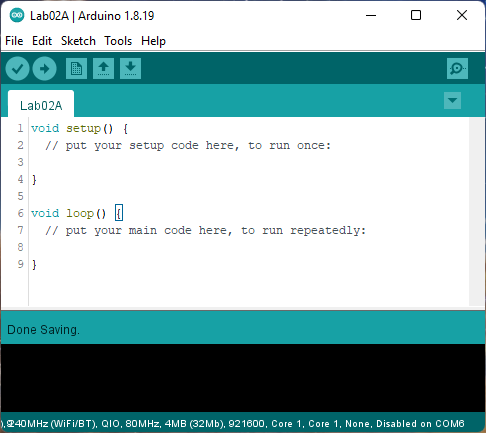 Lab02A | Arduino 1.8.19
File Edit Sketch Tools Help
Lab02A
1 void setup() {
2 // put your setup code here, to run once:
3
4 }
5
6 void loop() {
7 // put your main code here, to run repeatedly:
8
9 }
Done Saving.
240MHz (WiFi/BT), QIO, 80MHz, 4MB (32Mb), 921600, Core 1, Core 1, None, Disabled on COM6